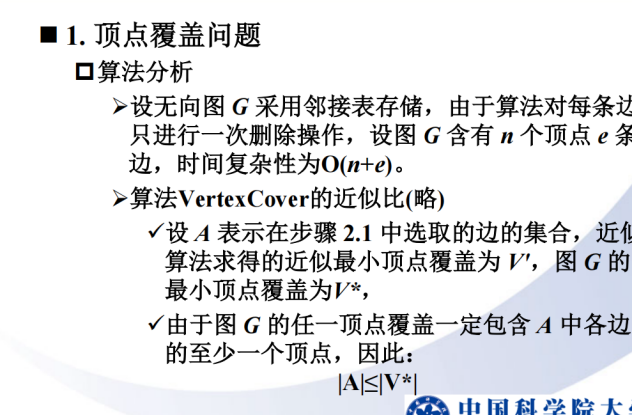 ■ 1. 顶点覆盖问题
算法分析
➢设无向图 G 采用邻接表存储，由于算法对每条边
只进行一次删除操作，设图 G 含有 n 个顶点 e 条
边，时间复杂性为O(n+e)。
➢算法VertexCover的近似比(略)
✓设 A 表示在步骤 2.1 中选取的边的集合，近似
算法求得的近似最小顶点覆盖为 V'，图 G 的
最小顶点覆盖为V*，
✓由于图 G 的任一顶点覆盖一定包含 A 中各边
的至少一个顶点，因此：
|A|≤|V*|
中国科学院大